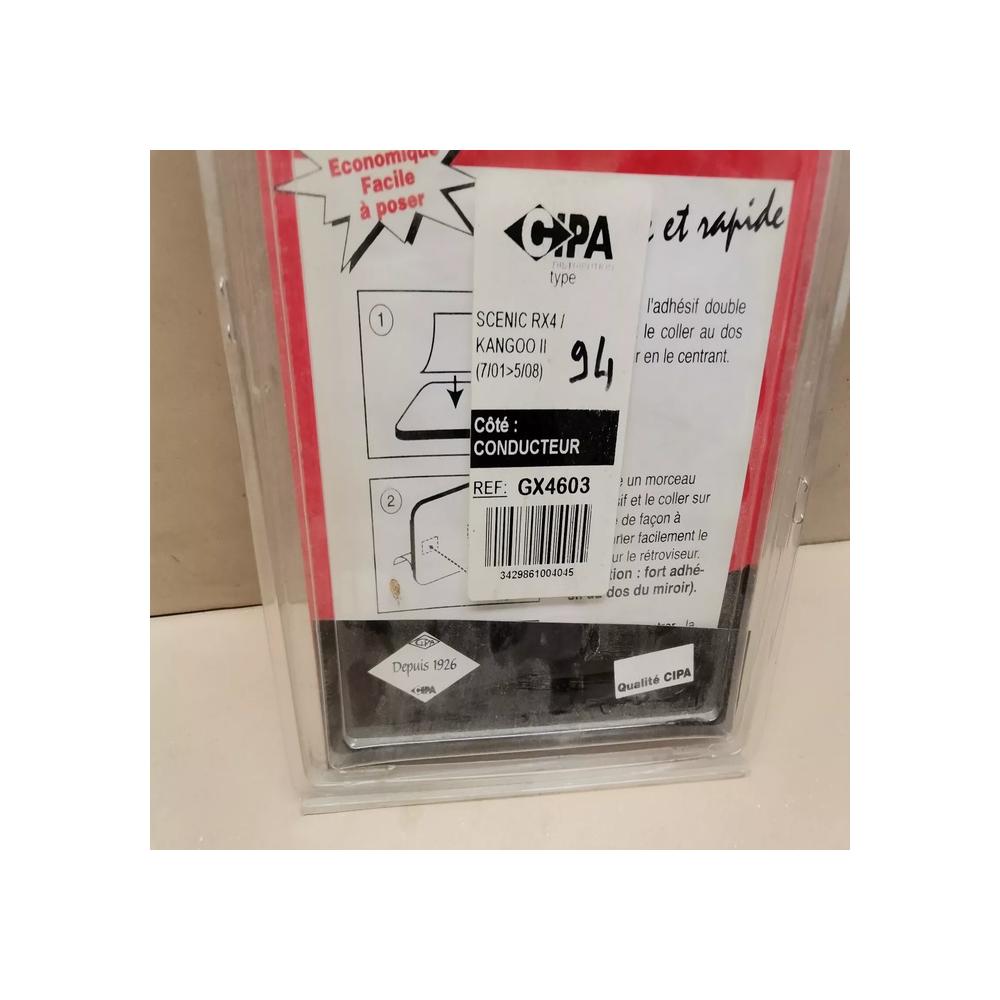 Economique
Facile
à poser
CIPA
type
et rapide
1
SCENIC RX4 /
KANGOO II
(7/01>5/08)
94
l'adhésif double
le coller au dos
en le centrant.
Côté :
CONDUCTEUR
REF: GX4603
3429861004045
2
un morceau
et le coller sur
de façon à
facilement le
le rétroviseur.
: fort adhé-
dos du miroir).
la
CIPA
Depuis 1926
CIPA
Qualité CIPA